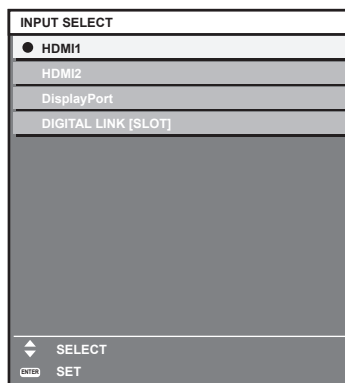 INPUT SELECT
HDMI1
HDMI2
DisplayPort
DIGITAL LINK [SLOT]
SELECT
ENTER SET